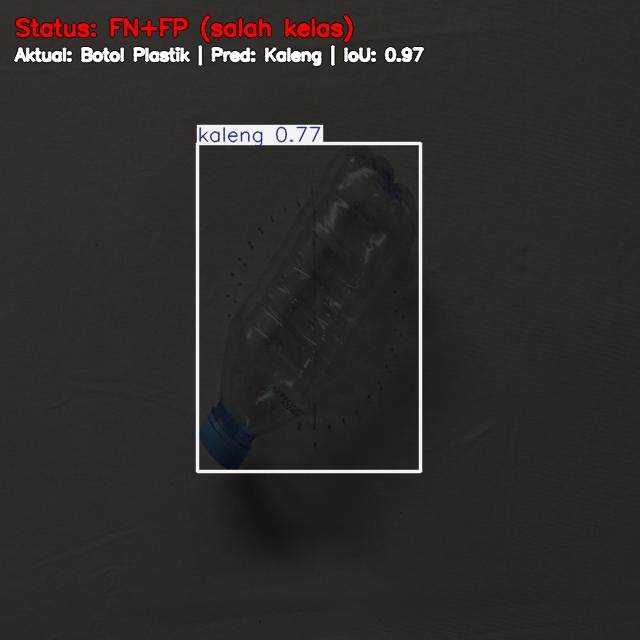 Status: FN+FP (salah kelas)
Aktual: Botol Plastik | Pred: Kaleng | IoU: 0.97
kaleng 0.77